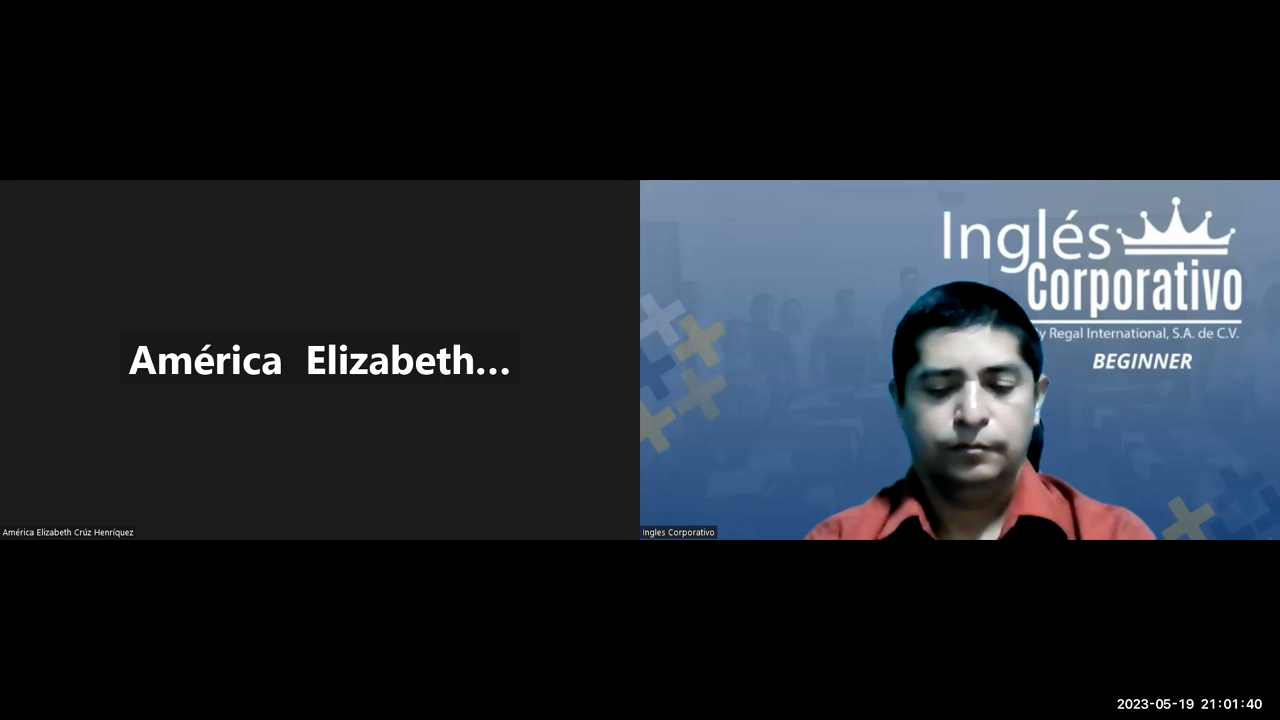 América Elizabeth...
América Elizabeth Crúz Henríquez
Inglés
Corporativo
y Regal International, S.A. de C.V.
BEGINNER
Ingles Corporativo
2023-05-19 21:01:40